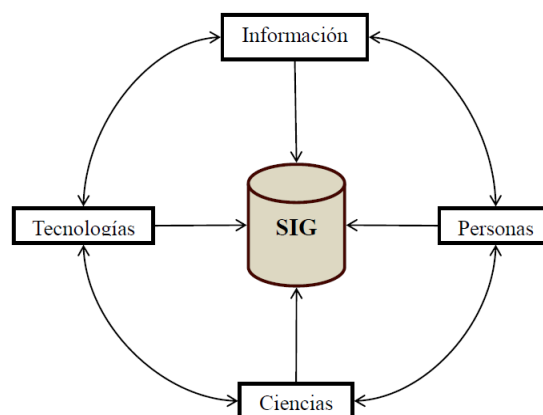 Información
Tecnologías
SIG
Personas
Ciencias